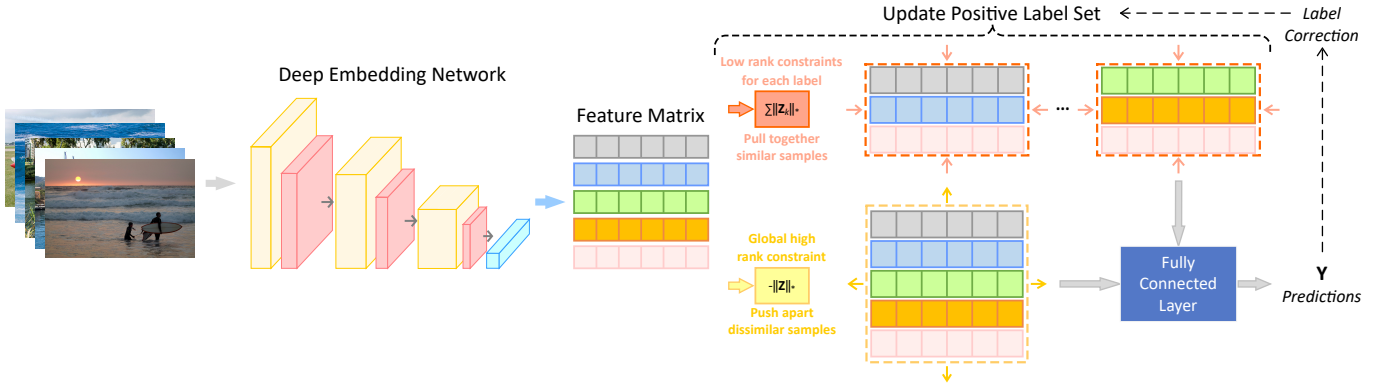 Update Positive Label Set
Label
Correction
Deep Embedding Network
Low rank constraints
for each label
∑||Z_k||*
Pull together
similar samples
...
Feature Matrix
Global high
rank constraint
-||Z||*
Push apart
dissimilar samples
Fully
Connected
Layer
Y
Predictions